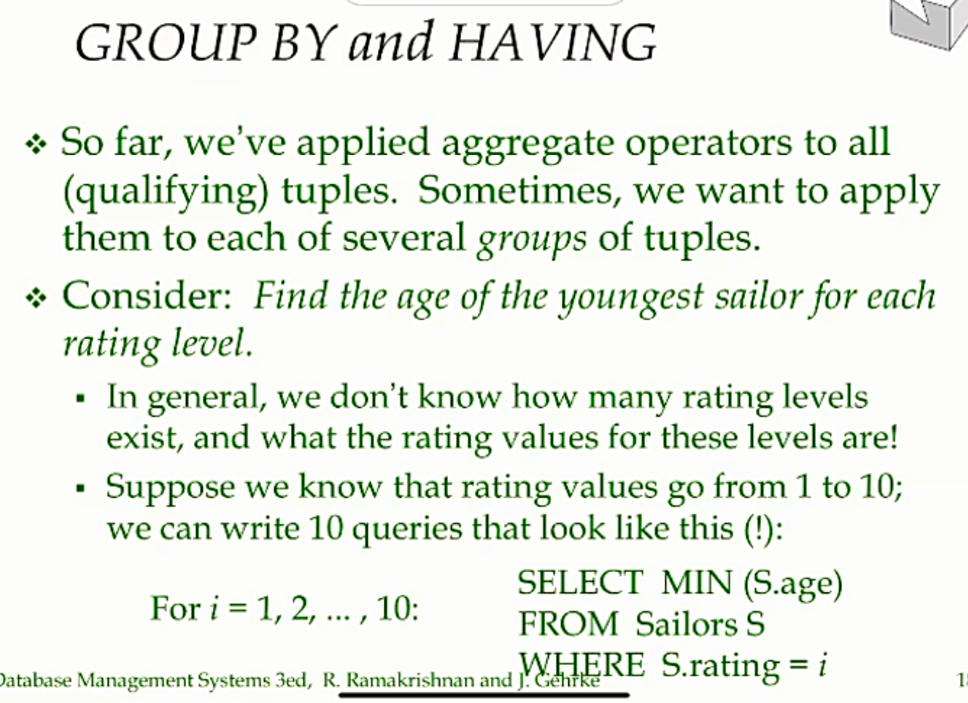 GROUP BY and HAVING
❖ So far, we've applied aggregate operators to all
(qualifying) tuples. Sometimes, we want to apply
them to each of several groups of tuples.
❖ Consider: Find the age of the youngest sailor for each
rating level.
▪ In general, we don't know how many rating levels
exist, and what the rating values for these levels are!
▪ Suppose we know that rating values go from 1 to 10;
we can write 10 queries that look like this (!):
For i = 1, 2, ... , 10:
SELECT MIN (S.age)
FROM Sailors S
WHERE S.rating = i
Database Management Systems 3ed, R. Ramakrishnan and J. Gehrke